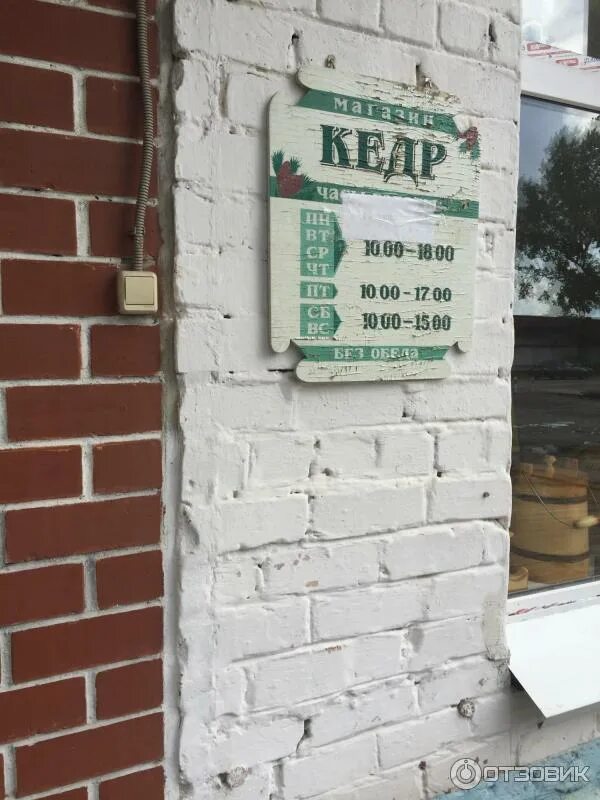 МАГАЗИН
КЕДР
ПН
ВТ
СР
ЧТ
10.00-18.00
ПТ
10.00-17.00
СБ
ВС
10.00-15.00
БЕЗ ОБЕДА
ОТЗОВИК